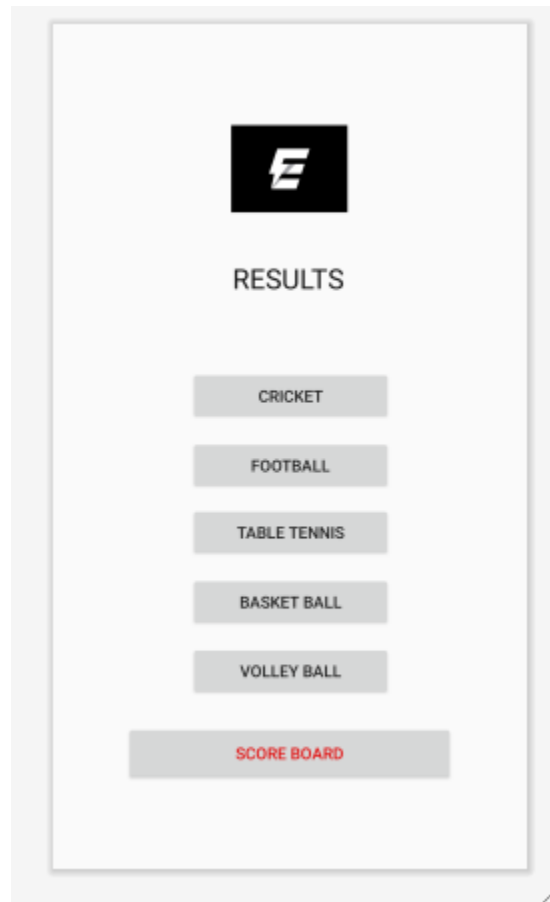 E
RESULTS
CRICKET
FOOTBALL
TABLE TENNIS
BASKET BALL
VOLLEY BALL
SCORE BOARD